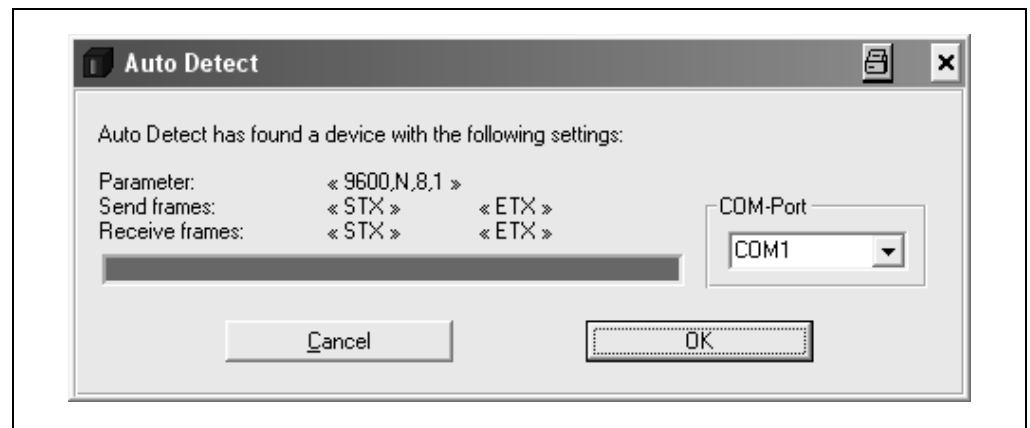 Auto Detect
Auto Detect has found a device with the following settings:
Parameter: « 9600,N,8,1 »
Send frames: « STX » « ETX »
Receive frames: « STX » « ETX »
COM-Port
COM1
Cancel OK